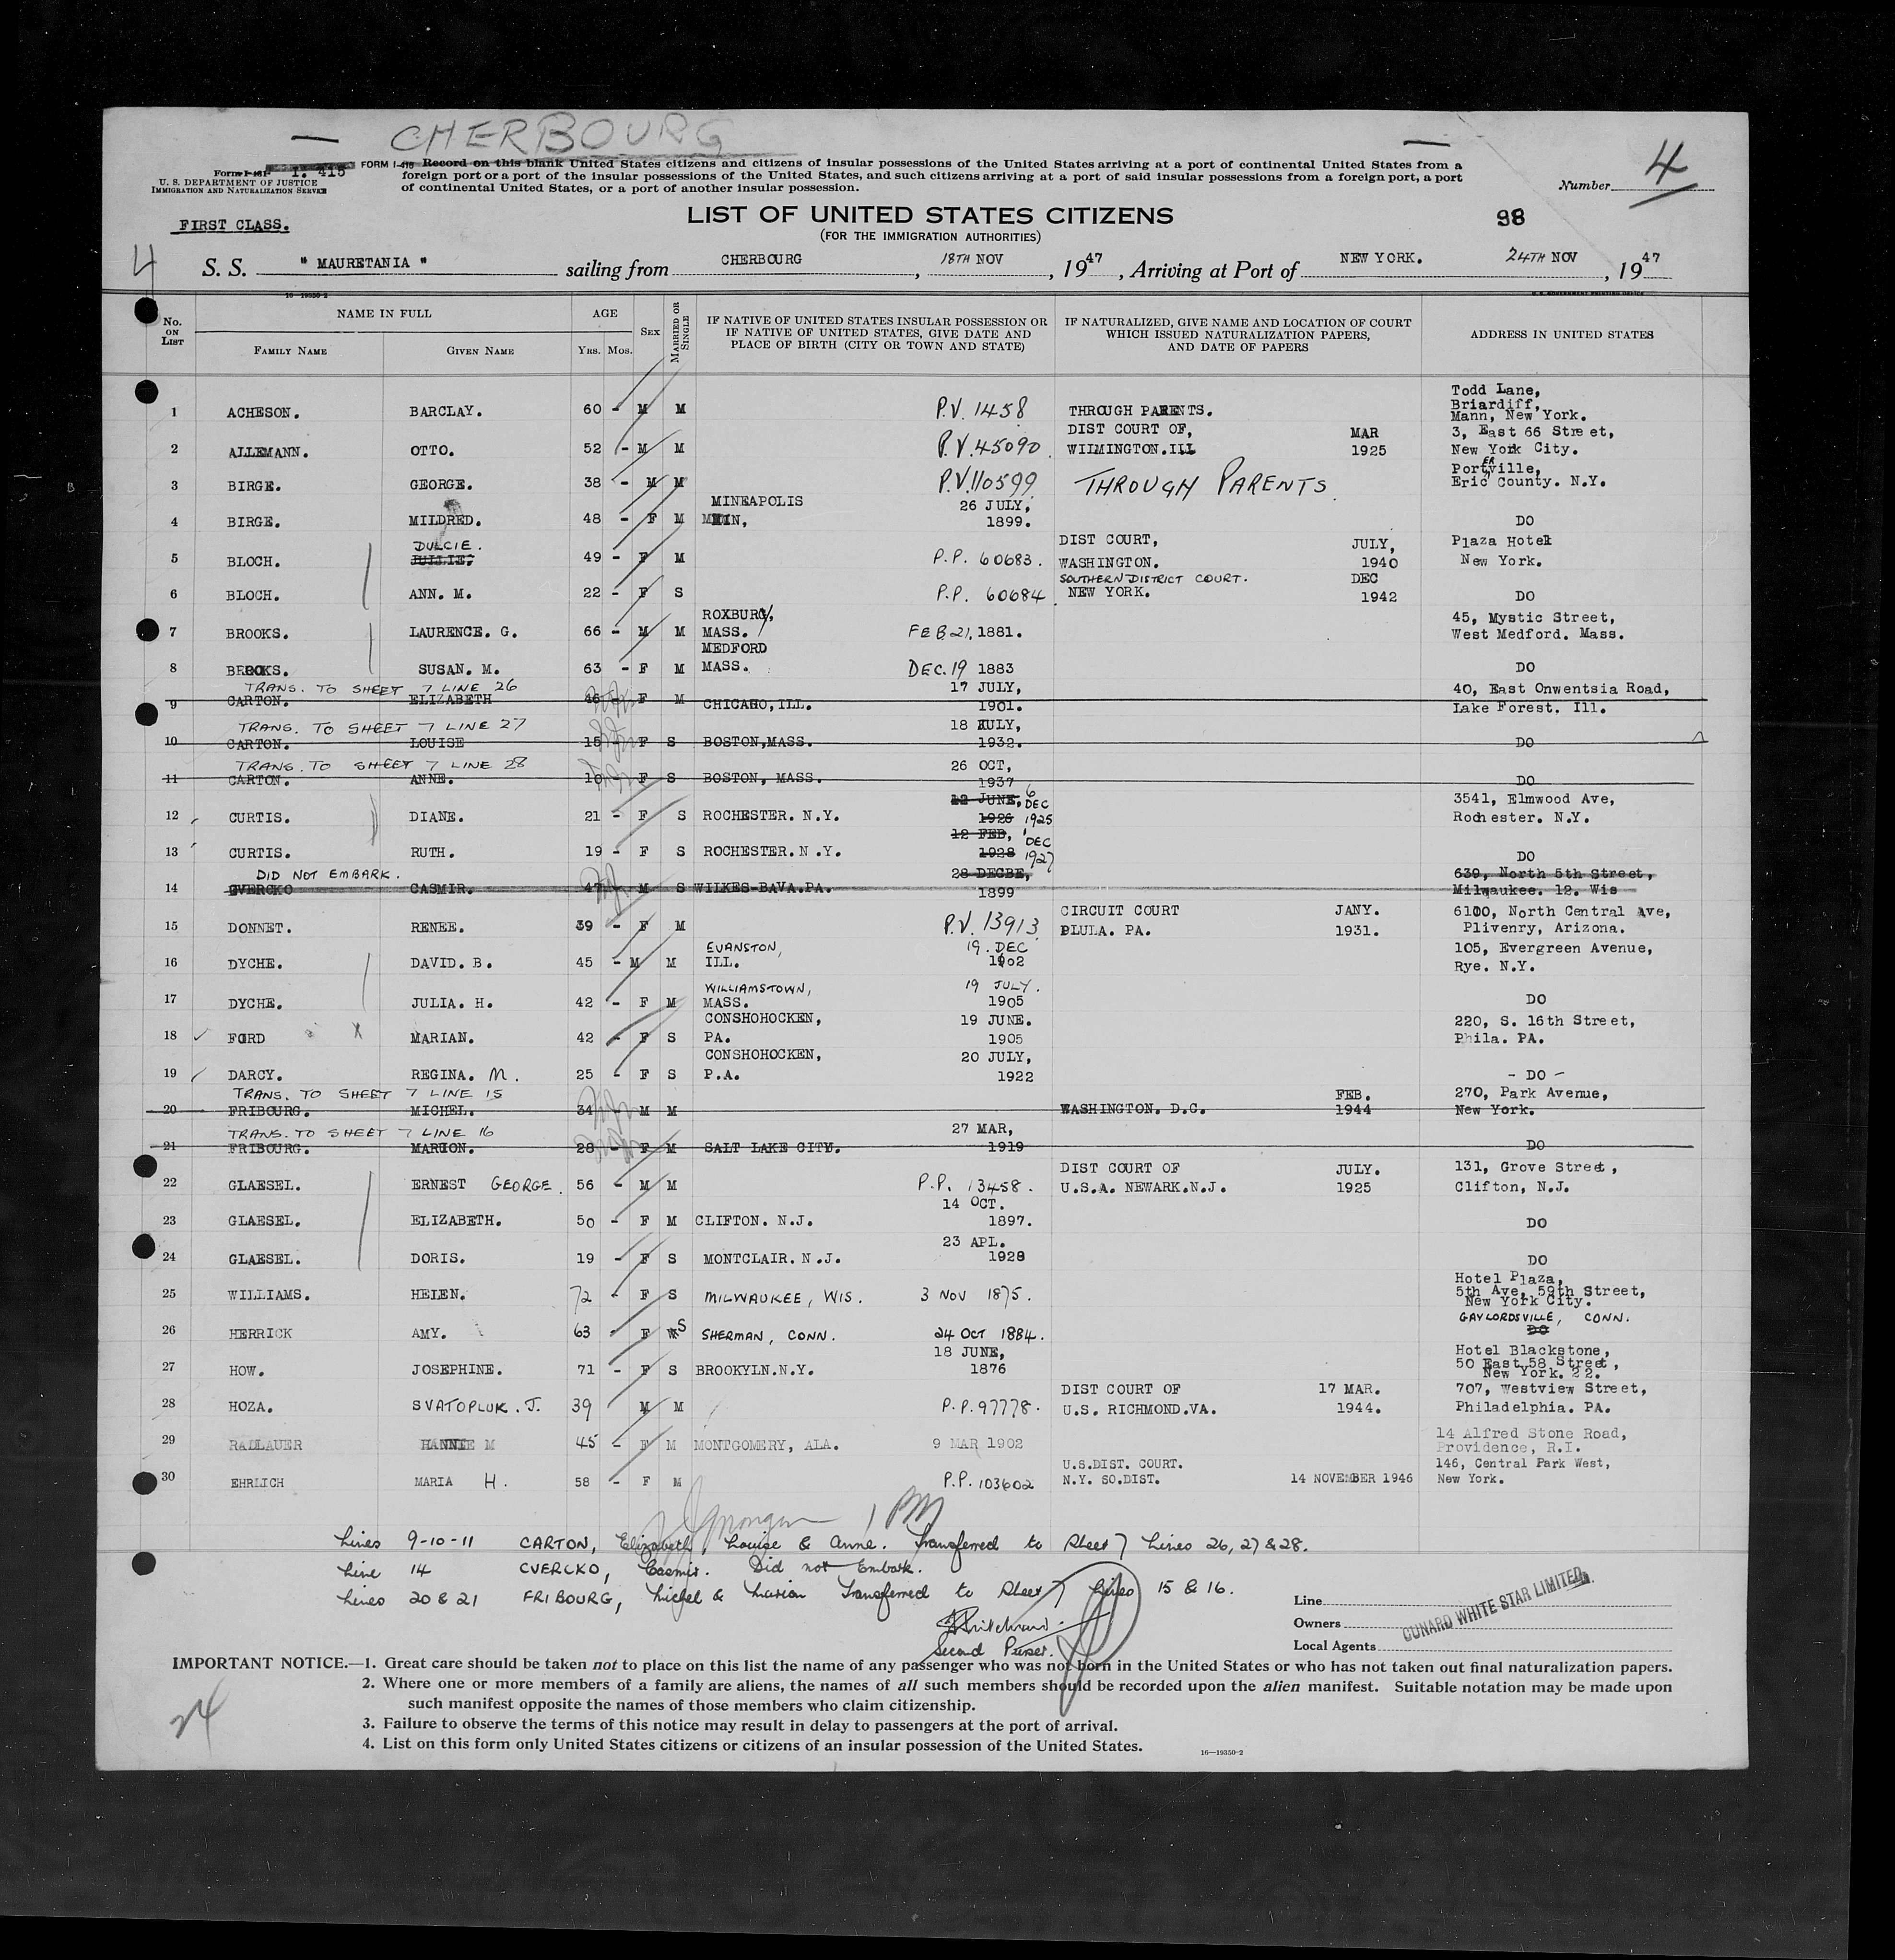 CHERBOURG
Form I-415 FORM I-415 Record on this blank United States citizens and citizens of insular possessions of the United States arriving at a port of continental United States from a
foreign port or a port of the insular possessions of the United States, and such citizens arriving at a port of said insular possessions from a foreign port, a port
of continental United States, or a port of another insular possession.
U. S. DEPARTMENT OF JUSTICE
IMMIGRATION AND NATURALIZATION SERVICE
Number 4
FIRST CLASS.
LIST OF UNITED STATES CITIZENS
98
(FOR THE IMMIGRATION AUTHORITIES)
4
S. S. " MAURETANIA " sailing from CHERBOURG , 18TH NOV , 1947 , Arriving at Port of NEW YORK. 24TH NOV , 1947
16—19350-2
No. ON LIST
NAME IN FULL
FAMILY NAME
GIVEN NAME
AGE
YRS. MOS.
SEX
MARRIED OR SINGLE
IF NATIVE OF UNITED STATES INSULAR POSSESSION OR
IF NATIVE OF UNITED STATES, GIVE DATE AND
PLACE OF BIRTH (CITY OR TOWN AND STATE)
IF NATURALIZED, GIVE NAME AND LOCATION OF COURT
WHICH ISSUED NATURALIZATION PAPERS,
AND DATE OF PAPERS
ADDRESS IN UNITED STATES
Todd Lane,
Briardiff,
1 ACHESON. BARCLAY. 60 - M M P.V. 1458 THROUGH PARENTS. Mann, New York.
DIST COURT OF, MAR 3, East 66 Street,
2 ALLEMANN. OTTO. 52 - M M P.V. 45090. WILMINGTON.ILL 1925 New York City.
Portville,
3 BIRGE. GEORGE. 38 - M M P.V. 110599 THROUGH PARENTS. Eric County. N.Y.
MINEAPOLIS 26 JULY,
4 BIRGE. MILDRED. 48 - F M MIN, 1899. DO
DULCIE. DIST COURT, JULY, Plaza Hotel
5 BLOCH. 49 - F M P.P. 60683. WASHINGTON. 1940 New York.
SOUTHERN DISTRICT COURT. DEC
6 BLOCH. ANN. M. 22 - F S P.P. 60684. NEW YORK. 1942 DO
ROXBURY, 45, Mystic Street,
7 BROOKS. LAURENCE. G. 66 - M M MASS. FEB 21, 1881. West Medford. Mass.
MEDFORD
8 BROOKS. SUSAN. M. 63 - F M MASS. DEC. 19 1883 DO
TRANS. TO SHEET 7 LINE 26 17 JULY, 40, East Onwentsia Road,
9 CARTON. ELIZABETH 46 F M CHICAGO, ILL. 1901. Lake Forest. Ill.
TRANS. TO SHEET 7 LINE 27 18 JULY,
10 CARTON. LOUISE 15 F S BOSTON, MASS. 1932. DO
TRANS. TO SHEET 7 LINE 28 26 OCT,
11 CARTON. ANNE. 10 F S BOSTON, MASS. 1937 DO
12 JUNE, 6 DEC 3541, Elmwood Ave,
12 CURTIS. DIANE. 21 - F S ROCHESTER. N.Y. 1926 1925 Rochester. N.Y.
12 FEB, 1 DEC
13 CURTIS. RUTH. 19 - F S ROCHESTER. N.Y. 1928 1927 DO
DID NOT EMBARK. 28 DECBE, 639, North 5th Street,
14 CVERCKO CASMIR. 47 M S WILKES-BAVA.PA. 1899 Milwaukee. 12. Wis
CIRCUIT COURT JANY. 6100, North Central Ave,
15 DONNET. RENEE. 39 - F M P.V. 13913 PLULA. PA. 1931. Plivenry, Arizona.
EVANSTON, 19. DEC 105, Evergreen Avenue,
16 DYCHE. DAVID. B. 45 - M M ILL. 1902 Rye. N.Y.
WILLIAMSTOWN, 19 JULY.
17 DYCHE. JULIA. H. 42 - F M MASS. 1905 DO
CONSHOHOCKEN, 19 JUNE. 220, S. 16th Street,
18 FORD MARIAN. 42 - F S PA. 1905 Phila. PA.
CONSHOHOCKEN, 20 JULY,
19 DARCY. REGINA. M. 25 - F S P.A. 1922 - DO -
TRANS. TO SHEET 7 LINE 15 FEB. 270, Park Avenue,
20 FRIBOURG. MICHEL. 34 M M WASHINGTON. D.C. 1944 New York.
TRANS. TO SHEET 7 LINE 16 27 MAR,
21 FRIBOURG. MARION. 28 F M SALT LAKE CITY. 1919 DO
DIST COURT OF JULY. 131, Grove Street,
22 GLAESEL. ERNEST GEORGE. 56 - M M P.P. 13458. U.S.A. NEWARK.N.J. 1925 Clifton, N.J.
14 OCT.
23 GLAESEL. ELIZABETH. 50 - F M CLIFTON. N.J. 1897. DO
23 APL.
24 GLAESEL. DORIS. 19 - F S MONTCLAIR. N.J. 1928 DO
Hotel Plaza,
5th Ave, 59th Street,
25 WILLIAMS. HELEN. 72 - F S MILWAUKEE, WIS. 3 NOV 1875. New York City.
GAYLORDSVILLE, CONN.
26 HERRICK AMY. 63 - F S SHERMAN, CONN. 24 OCT 1884. DO
18 JUNE, Hotel Blackstone,
50 East 58 Street,
27 HOW. JOSEPHINE. 71 - F S BROOKYLN.N.Y. 1876 New York. 22.
DIST COURT OF 17 MAR. 707, Westview Street,
28 HOZA. SVATOPLUK. J. 39 M M P.P. 97778. U.S. RICHMOND.VA. 1944. Philadelphia. PA.
14 Alfred Stone Road,
29 RADLAUER HANNIE M 45 - F M MONTGOMERY, ALA. 9 MAR 1902 Providence, R.I.
U.S.DIST. COURT. 146, Central Park West,
30 EHRLICH MARIA H. 58 - F M P.P. 103602 N.Y. SO.DIST. 14 NOVEMBER 1946 New York.
Lines 9-10-11 CARTON, Elizabeth, Louise & Anne. Transferred to Sheet 7 Lines 26, 27 & 28.
Line 14 CVERCKO, Casmir. Did not Embark.
Lines 20 & 21 FRIBOURG, Michel & Marion Transferred to Sheet 7 Lines 15 & 16.
Second Purser.
Line
Owners CUNARD WHITE STAR LIMITED.
Local Agents
IMPORTANT NOTICE.—1. Great care should be taken not to place on this list the name of any passenger who was not born in the United States or who has not taken out final naturalization papers.
2. Where one or more members of a family are aliens, the names of all such members should be recorded upon the alien manifest. Suitable notation may be made upon
such manifest opposite the names of those members who claim citizenship.
3. Failure to observe the terms of this notice may result in delay to passengers at the port of arrival.
4. List on this form only United States citizens or citizens of an insular possession of the United States.
16—19350-2
24